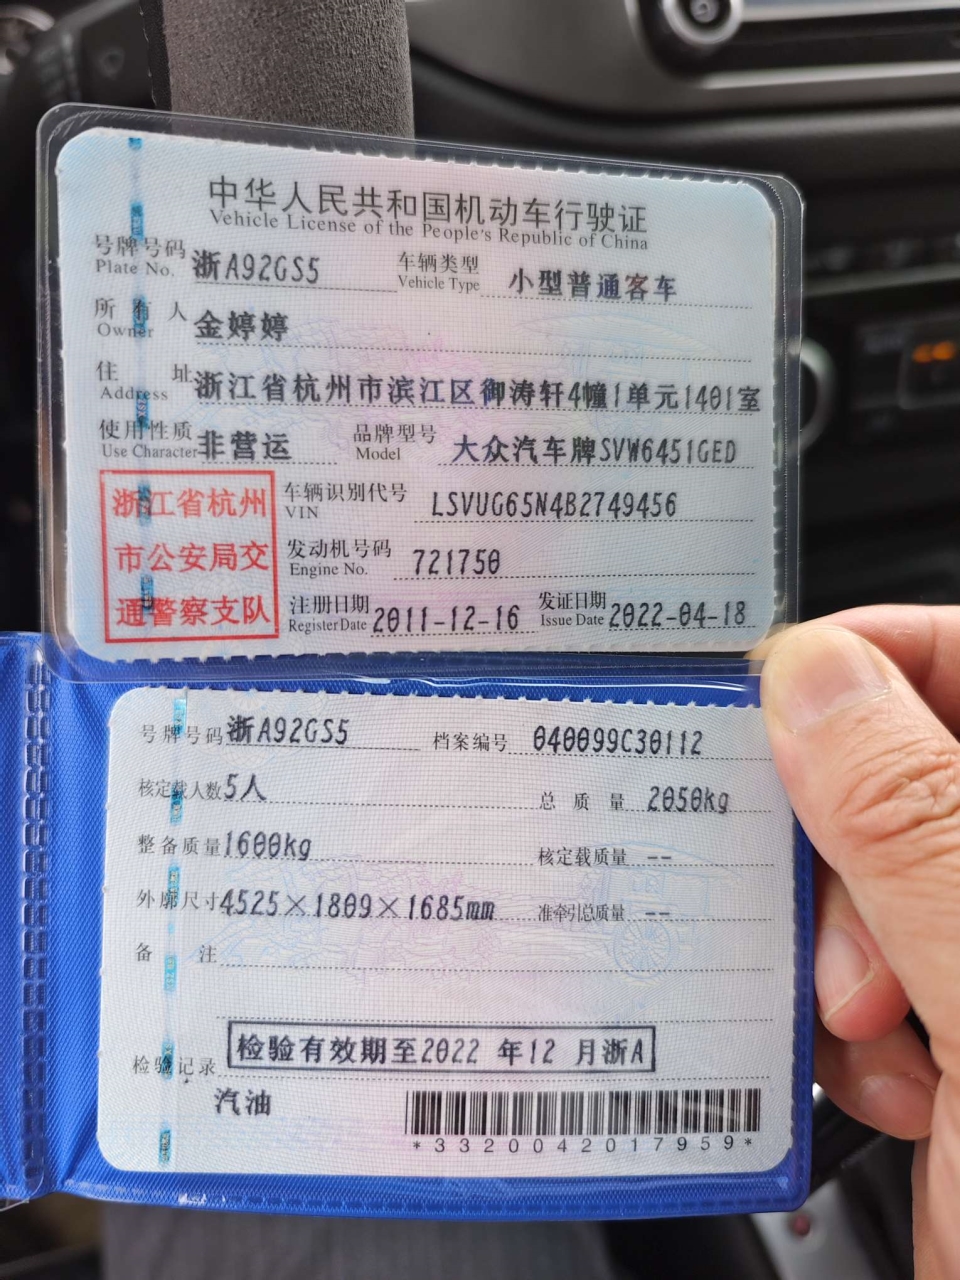 中华人民共和国机动车行驶证
Vehicle License of the People's Republic of China
号牌号码 浙A92GS5 车辆类型 小型普通客车
Plate No. Vehicle Type
所有人 金婷婷
Owner
住址 浙江省杭州市滨江区御涛轩4幢1单元1401室
Address
使用性质 非营运 品牌型号 大众汽车牌SVW6451GED
Use Character Model
浙江省杭州
市公安局交
通警察支队
车辆识别代号 LSVUG65N4B2749456
VIN
发动机号码 721750
Engine No.
注册日期 2011-12-16 发证日期 2022-04-18
Register Date Issue Date
号牌号码 浙A92GS5 档案编号 040099C30112
核定载人数 5人 总质量 2050kg
整备质量 1600kg 核定载质量 --
外廓尺寸 4525×1809×1685mm 准牵引总质量 --
备注
检验记录 检验有效期至2022 年12 月浙A
汽油
*3320042017959*